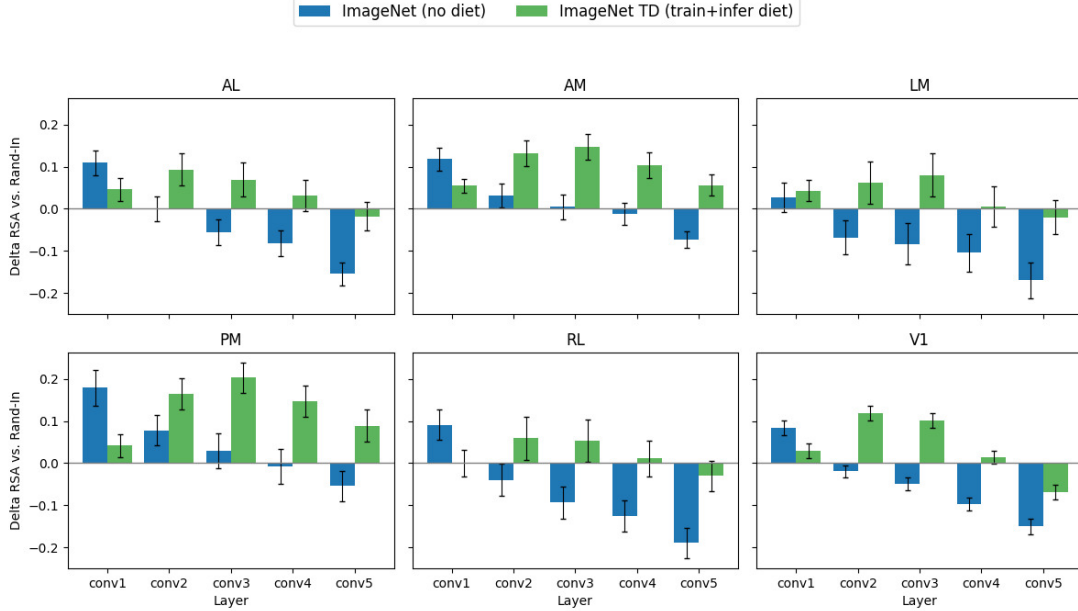 ImageNet (no diet) ImageNet TD (train+infer diet)
AL AM LM
Delta RSA vs. Rand-In
0.2
0.1
0.0
−0.1
−0.2
PM RL V1
Delta RSA vs. Rand-In
0.2
0.1
0.0
−0.1
−0.2
conv1 conv2 conv3 conv4 conv5 conv1 conv2 conv3 conv4 conv5 conv1 conv2 conv3 conv4 conv5
Layer Layer Layer